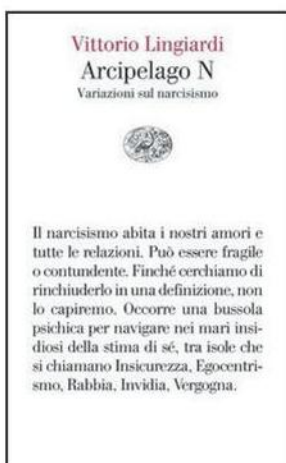 Vittorio Lingiardi
Arcipelago N
Variazioni sul narcisismo
Il narcisismo abita i nostri amori e
tutte le relazioni. Può essere fragile
o contundente. Finché cerchiamo di
rinchiuderlo in una definizione, non
lo capiremo. Occorre una bussola
psichica per navigare nei mari insi-
diosi della stima di sé, tra isole che
si chiamano Insicurezza, Egocentri-
smo, Rabbia, Invidia, Vergogna.